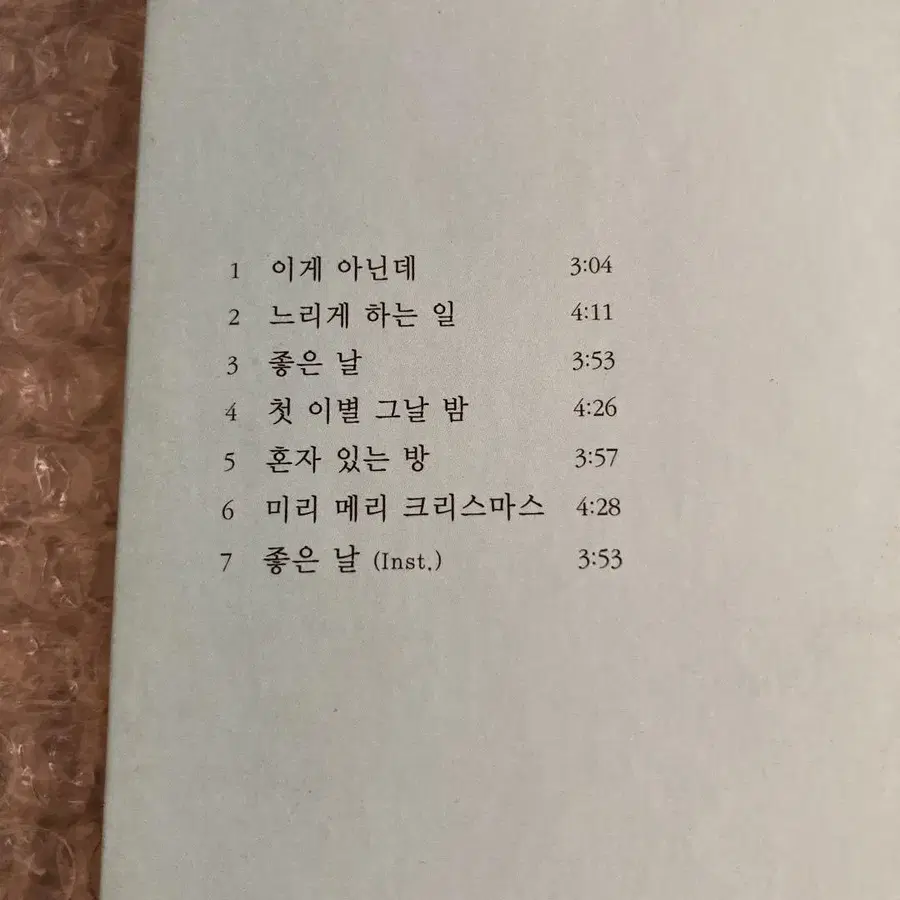 1 이게 아닌데 3:04
2 느리게 하는 일 4:11
3 좋은 날 3:53
4 첫 이별 그날 밤 4:26
5 혼자 있는 방 3:57
6 미리 메리 크리스마스 4:28
7 좋은 날 (Inst.) 3:53